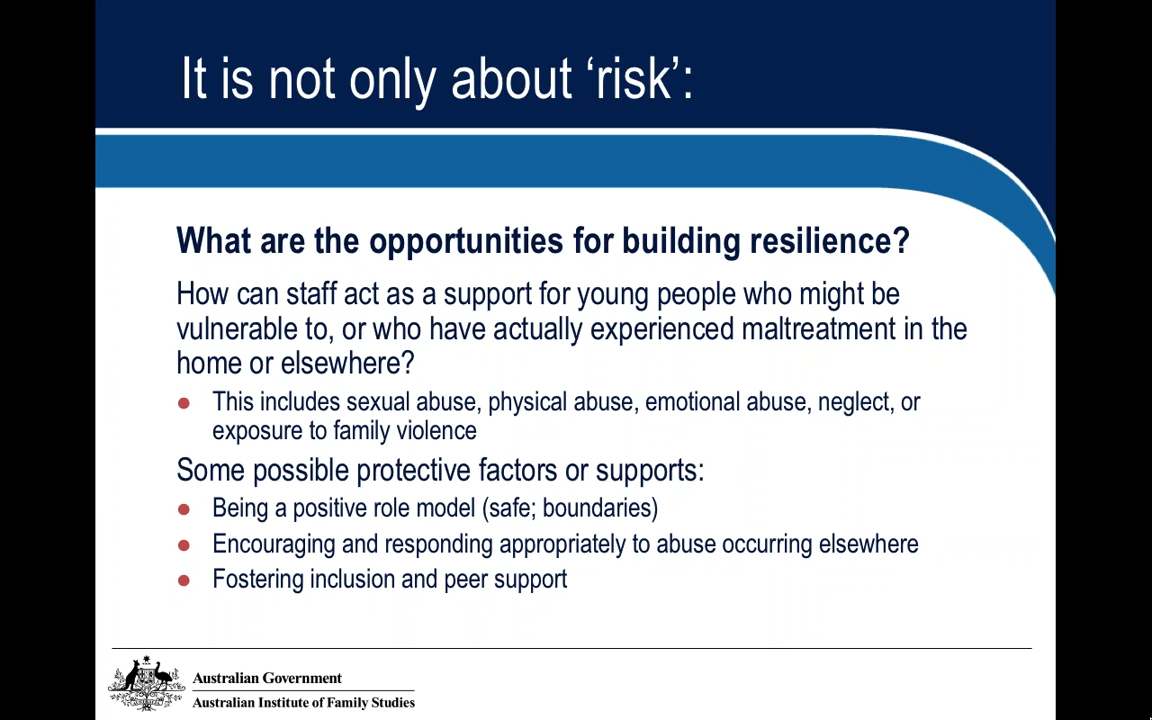 It is not only about ‘risk’:
What are the opportunities for building resilience?
How can staff act as a support for young people who might be
vulnerable to, or who have actually experienced maltreatment in the
home or elsewhere?
● This includes sexual abuse, physical abuse, emotional abuse, neglect, or
exposure to family violence
Some possible protective factors or supports:
● Being a positive role model (safe; boundaries)
● Encouraging and responding appropriately to abuse occurring elsewhere
● Fostering inclusion and peer support
Australian Government
Australian Institute of Family Studies